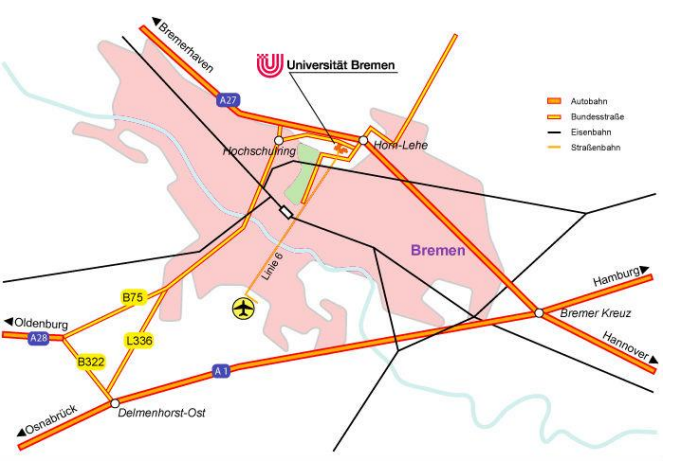 Bremerhaven
Universität Bremen
A27
Autobahn
Bundesstraße
Eisenbahn
Straßenbahn
Hochschulring
Horn-Lehe
Bremen
Linie 6
Hamburg
B75
Oldenburg
Bremer Kreuz
A28
L336
Hannover
B322
A1
Osnabrück
Delmenhorst-Ost